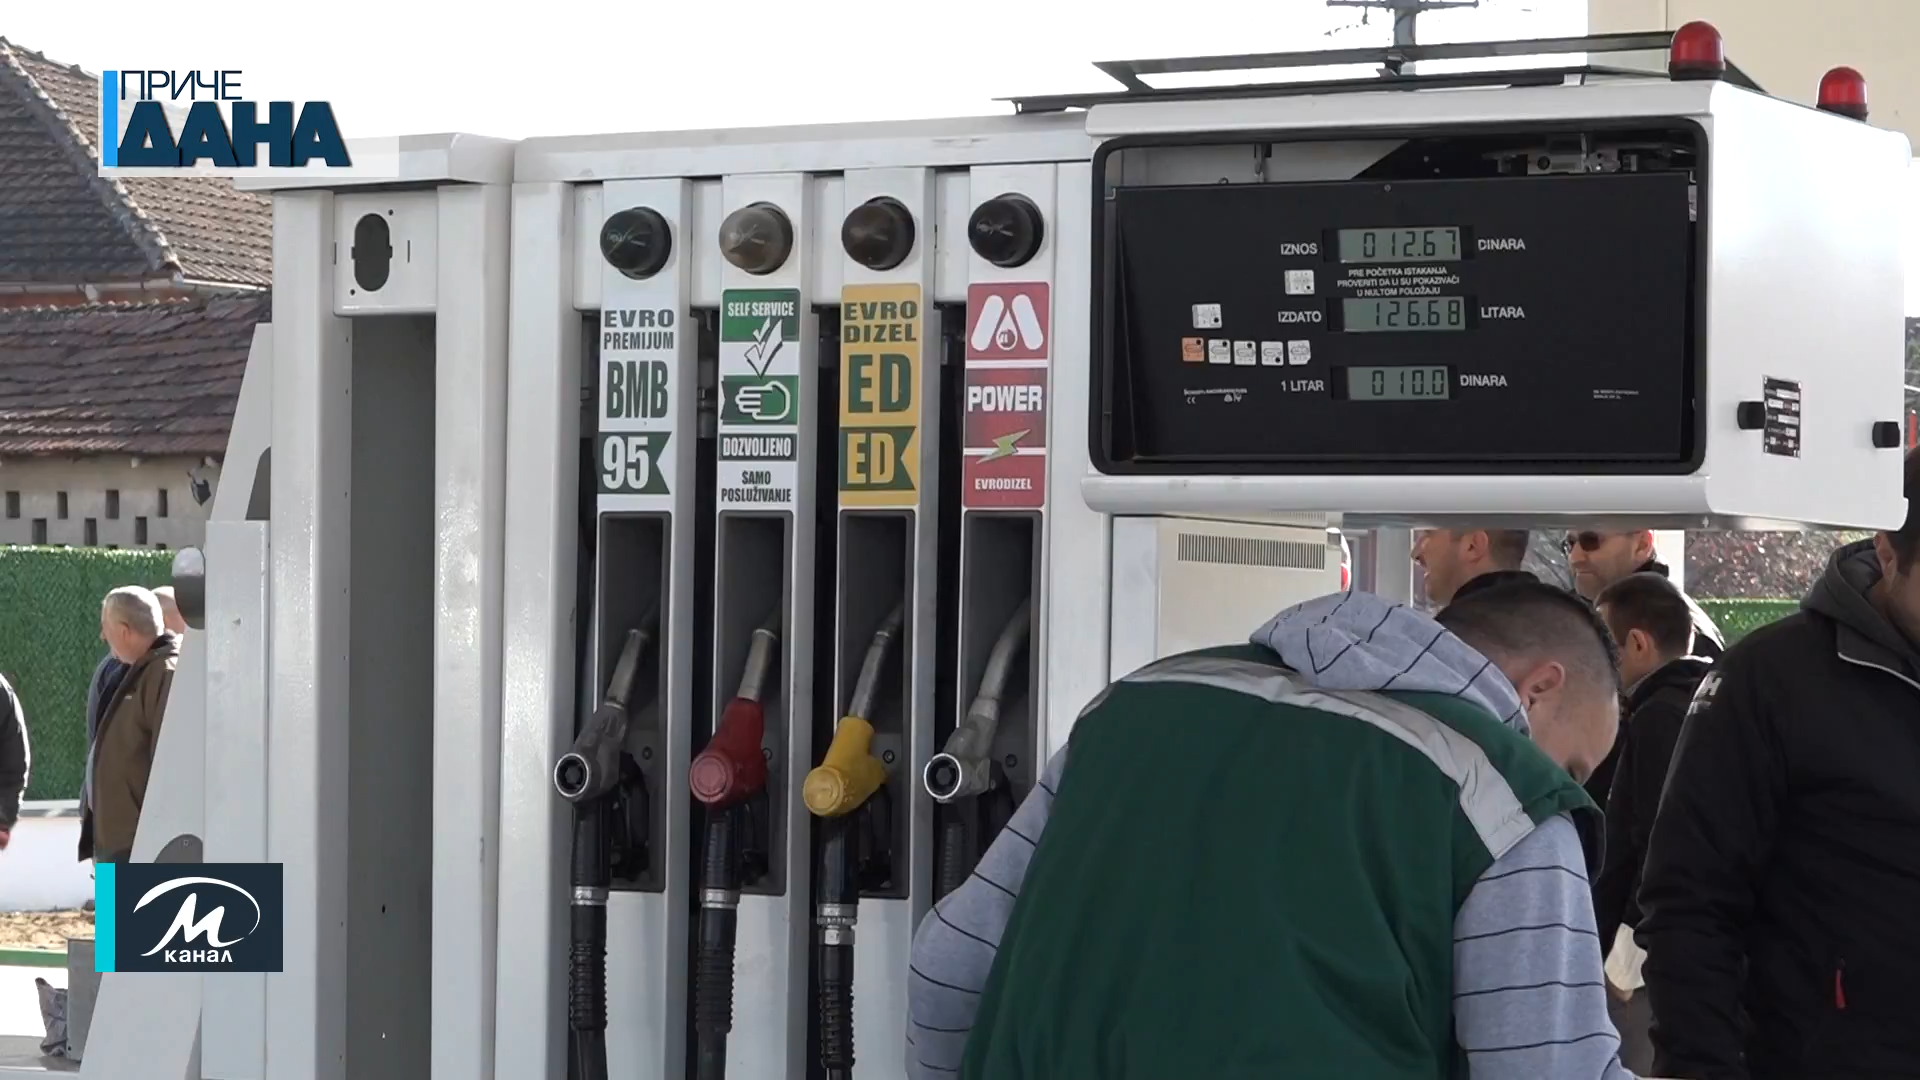 ПРИЧЕ
ДАНА
EVRO
PREMIJUM
BMB
95
SELF SERVICE
DOZVOLJENO
SAMO
POSLUŽIVANJE
EVRO
DIZEL
ED
ED
POWER
EVRODIZEL
IZNOS 012.67 DINARA
PRE POČETKA ISTAKANJA
PROVERITI DA LI SU POKAZIVAČI
U NULTOM POLOŽAJU
IZDATO 126.68 LITARA
1 LITAR 010.0 DINARA
CE
М
канал